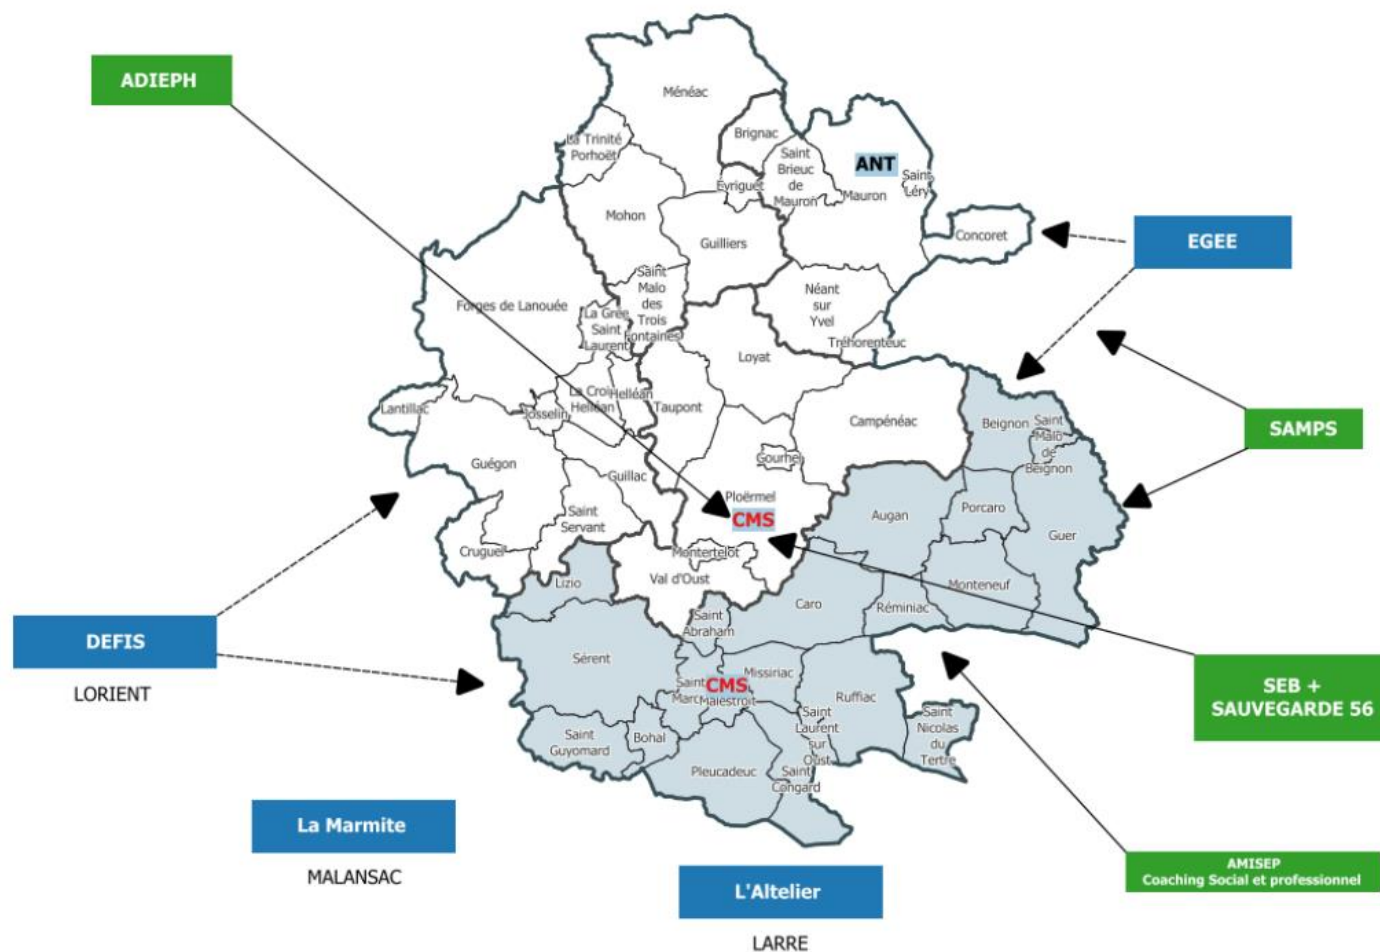 ADIEPH
Ménéac
Brignac
La Trinité
Porhoët
Saint
Brieuc
de
Mauron
ANT
Évriguet
Mauron
Saint
Léry
Mohon
Guilliers
Concoret
EGEE
Saint
Malo
des
Trois
Fontaines
Forges de Lanouée
La Grée
Saint
Laurent
Néant
sur
Yvel
Tréhorenteuc
Loyat
Lantillac
Josselin
La Croix
Helléan
Helléan
Taupont
Campénéac
Beignon
Saint
Malo
de
Beignon
SAMPS
Guégon
Guillac
Gourhel
Ploërmel
CMS
Saint
Servant
Augan
Porcaro
Guer
Cruguel
Montertelot
Val d'Oust
Lizio
Caro
Réminiac
Monteneuf
Saint
Abraham
DEFIS
LORIENT
Sérent
Saint
Marcel
CMS
Malestroit
Missiriac
Ruffiac
SEB +
SAUVEGARDE 56
Saint
Guyomard
Bohal
Saint
Laurent
sur
Oust
Saint
Nicolas
du
Tertre
Pleucadeuc
Saint
Congard
La Marmite
MALANSAC
L'Altelier
LARRE
AMISEP
Coaching Social et professionnel